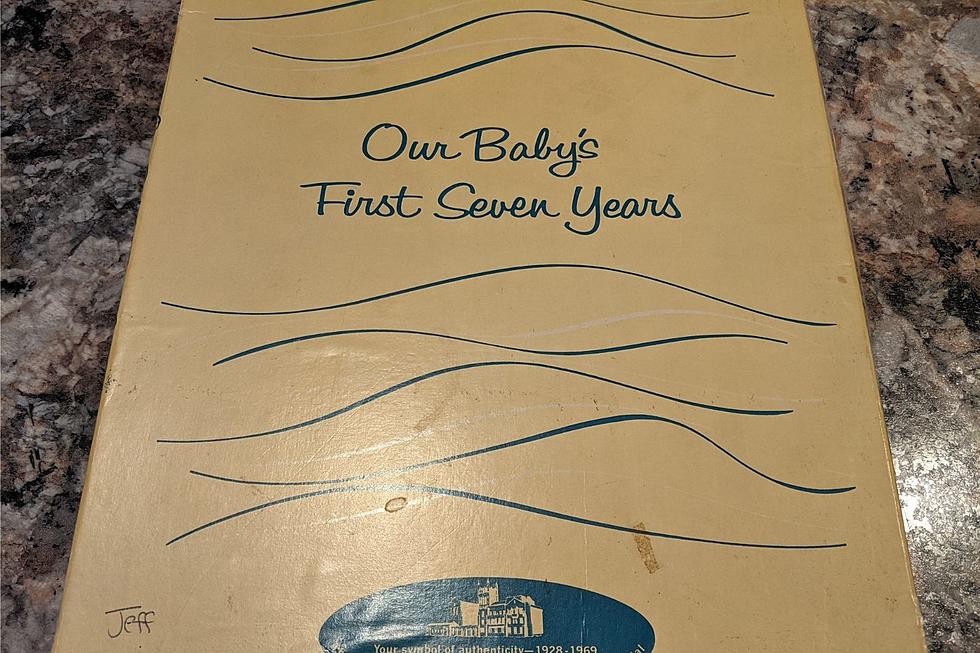 Our Baby's
First Seven Years
Jeff
Your symbol of authenticity—1928-1969